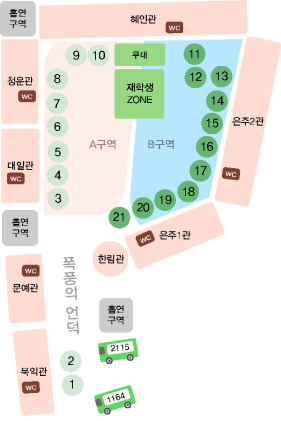 흡연
구역
혜인관
WC
청운관
WC
9
10
무대
11
8
재학생
ZONE
12
13
7
14
은주2관
6
15
A구역
B구역
16
5
대일관
WC
4
17
WC
3
18
19
20
21
흡연
구역
WC
은주1관
한림관
폭풍의 언덕
WC
문예관
흡연
구역
2115
북악관
WC
2
1
1164